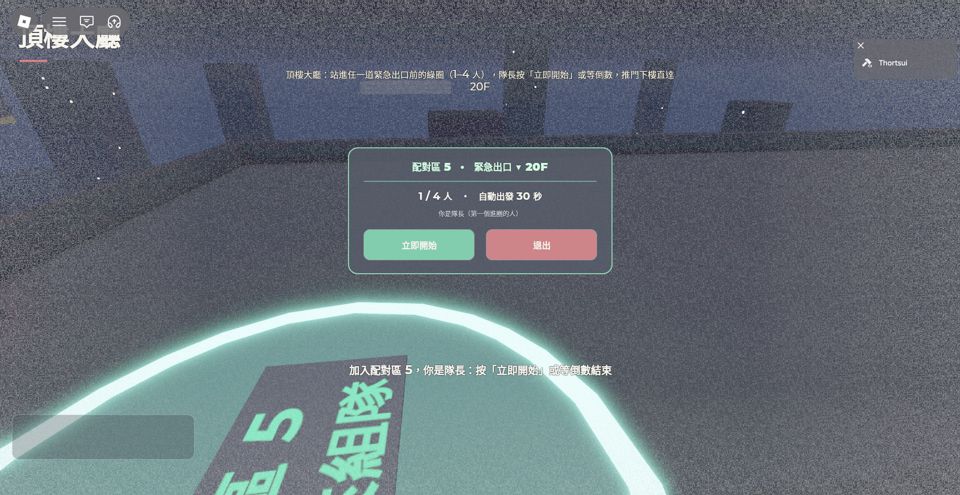 頂樓大廳
Thortsui
頂樓大廳：站進任一道緊急出口前的綠圈（1–4 人），隊長按「立即開始」或等倒數，推門下樓直達
20F
配對區 5 • 緊急出口 ▼ 20F
1 / 4 人 • 自動出發 30 秒
你是隊長（第一個進圈的人）
立即開始
退出
加入配對區 5，你是隊長：按「立即開始」或等倒數結束
區 5
組隊